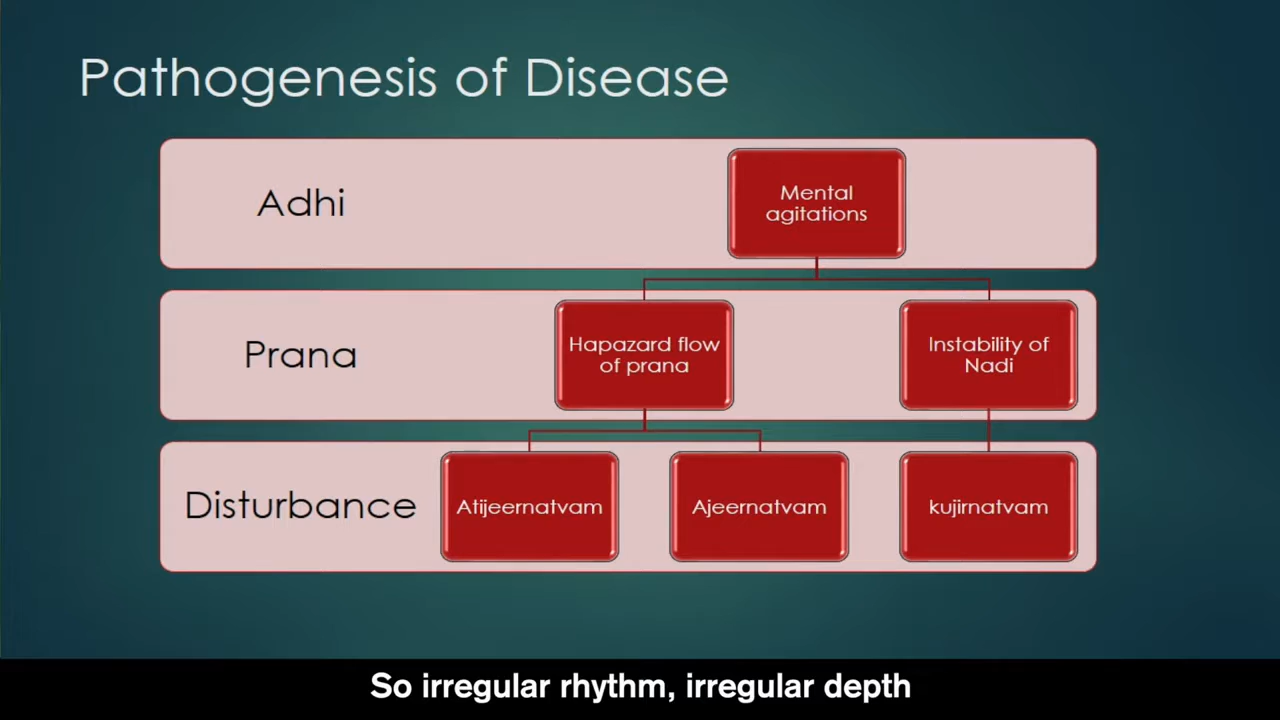 Pathogenesis of Disease
Adhi
Mental
agitations
Prana
Hapazard flow
of prana
Instability of
Nadi
Disturbance
Atijeernatvam
Ajeernatvam
kujirnatvam
So irregular rhythm, irregular depth